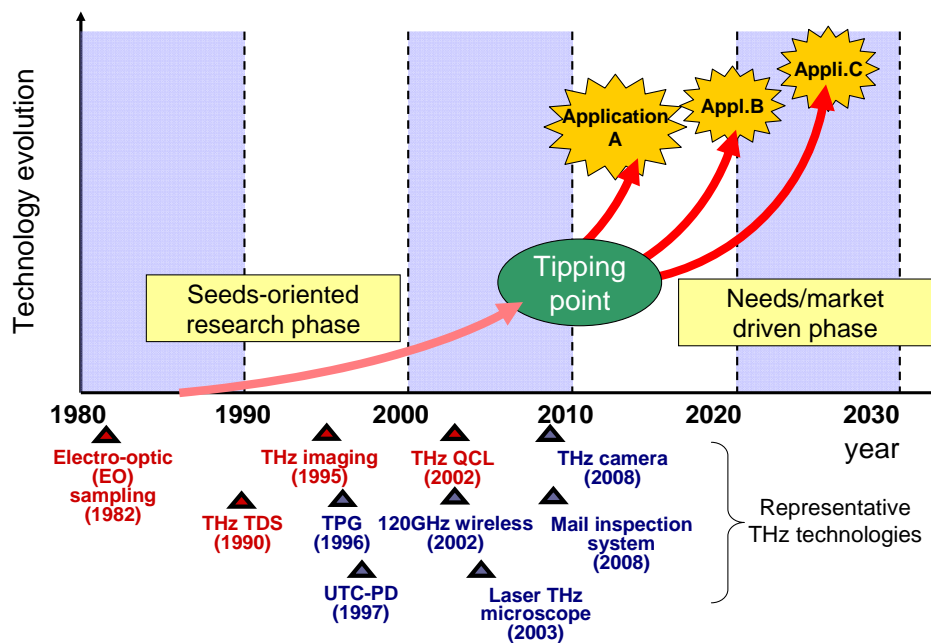 Technology evolution
Application
A
Appl.B
Appli.C
Tipping
point
Seeds-oriented
research phase
Needs/market
driven phase
1980
1990
2000
2010
2020
2030
year
Electro-optic
(EO)
sampling
(1982)
THz imaging
(1995)
THz QCL
(2002)
THz camera
(2008)
THz TDS
(1990)
TPG
(1996)
120GHz wireless
(2002)
Mail inspection
system
(2008)
UTC-PD
(1997)
Laser THz
microscope
(2003)
Representative
THz technologies